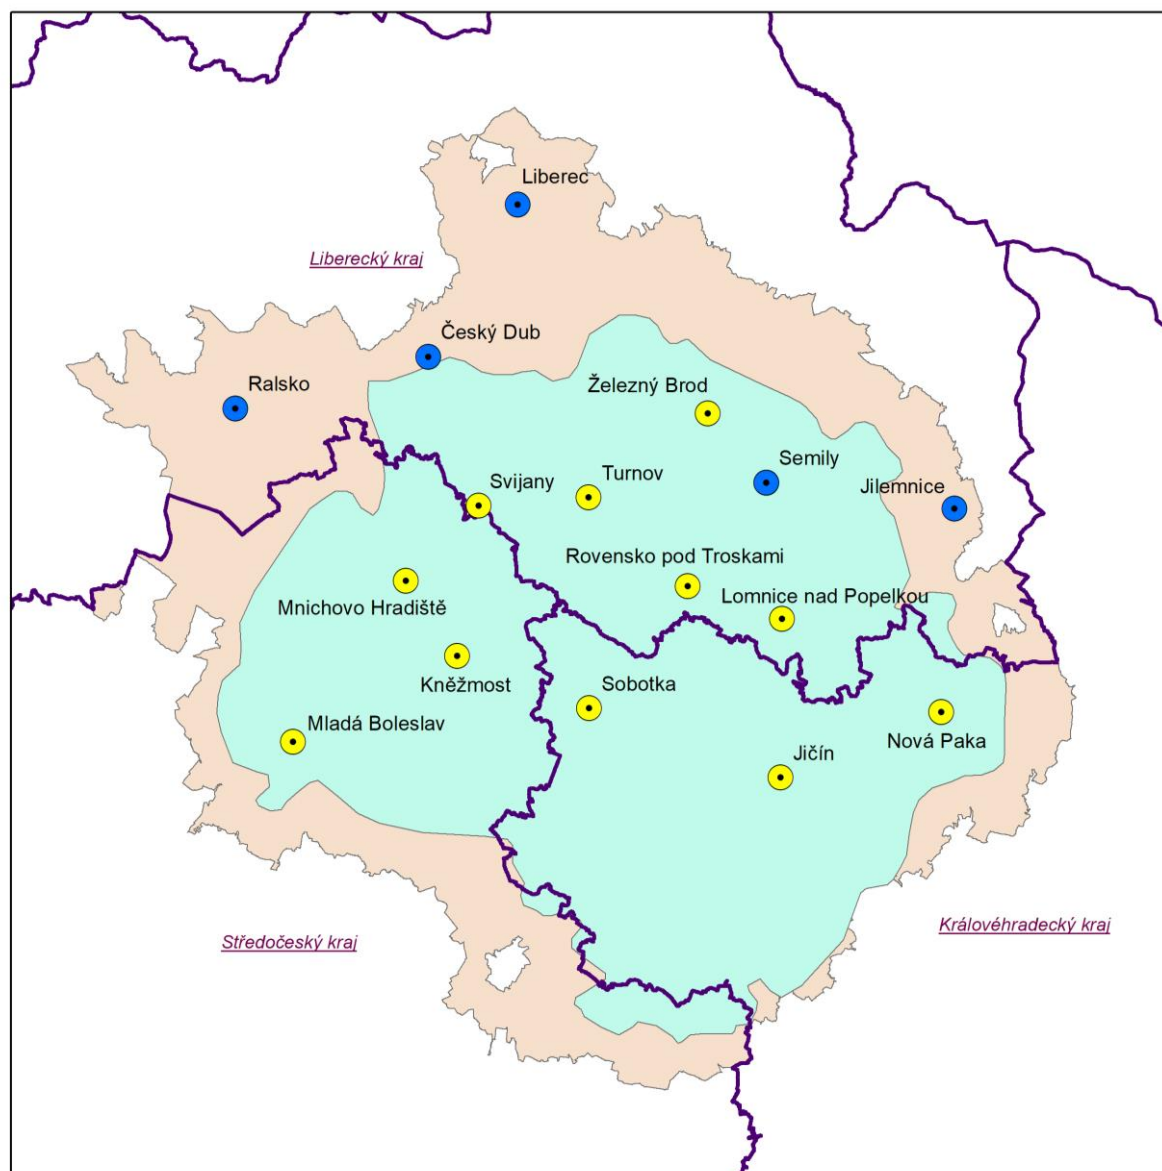 Liberec
Liberecký kraj
Český Dub
Ralsko
Železný Brod
Semily
Turnov
Svijany
Jilemnice
Rovensko pod Troskami
Lomnice nad Popelkou
Mnichovo Hradiště
Kněžmost
Sobotka
Mladá Boleslav
Nová Paka
Jičín
Královéhradecký kraj
Středočeský kraj